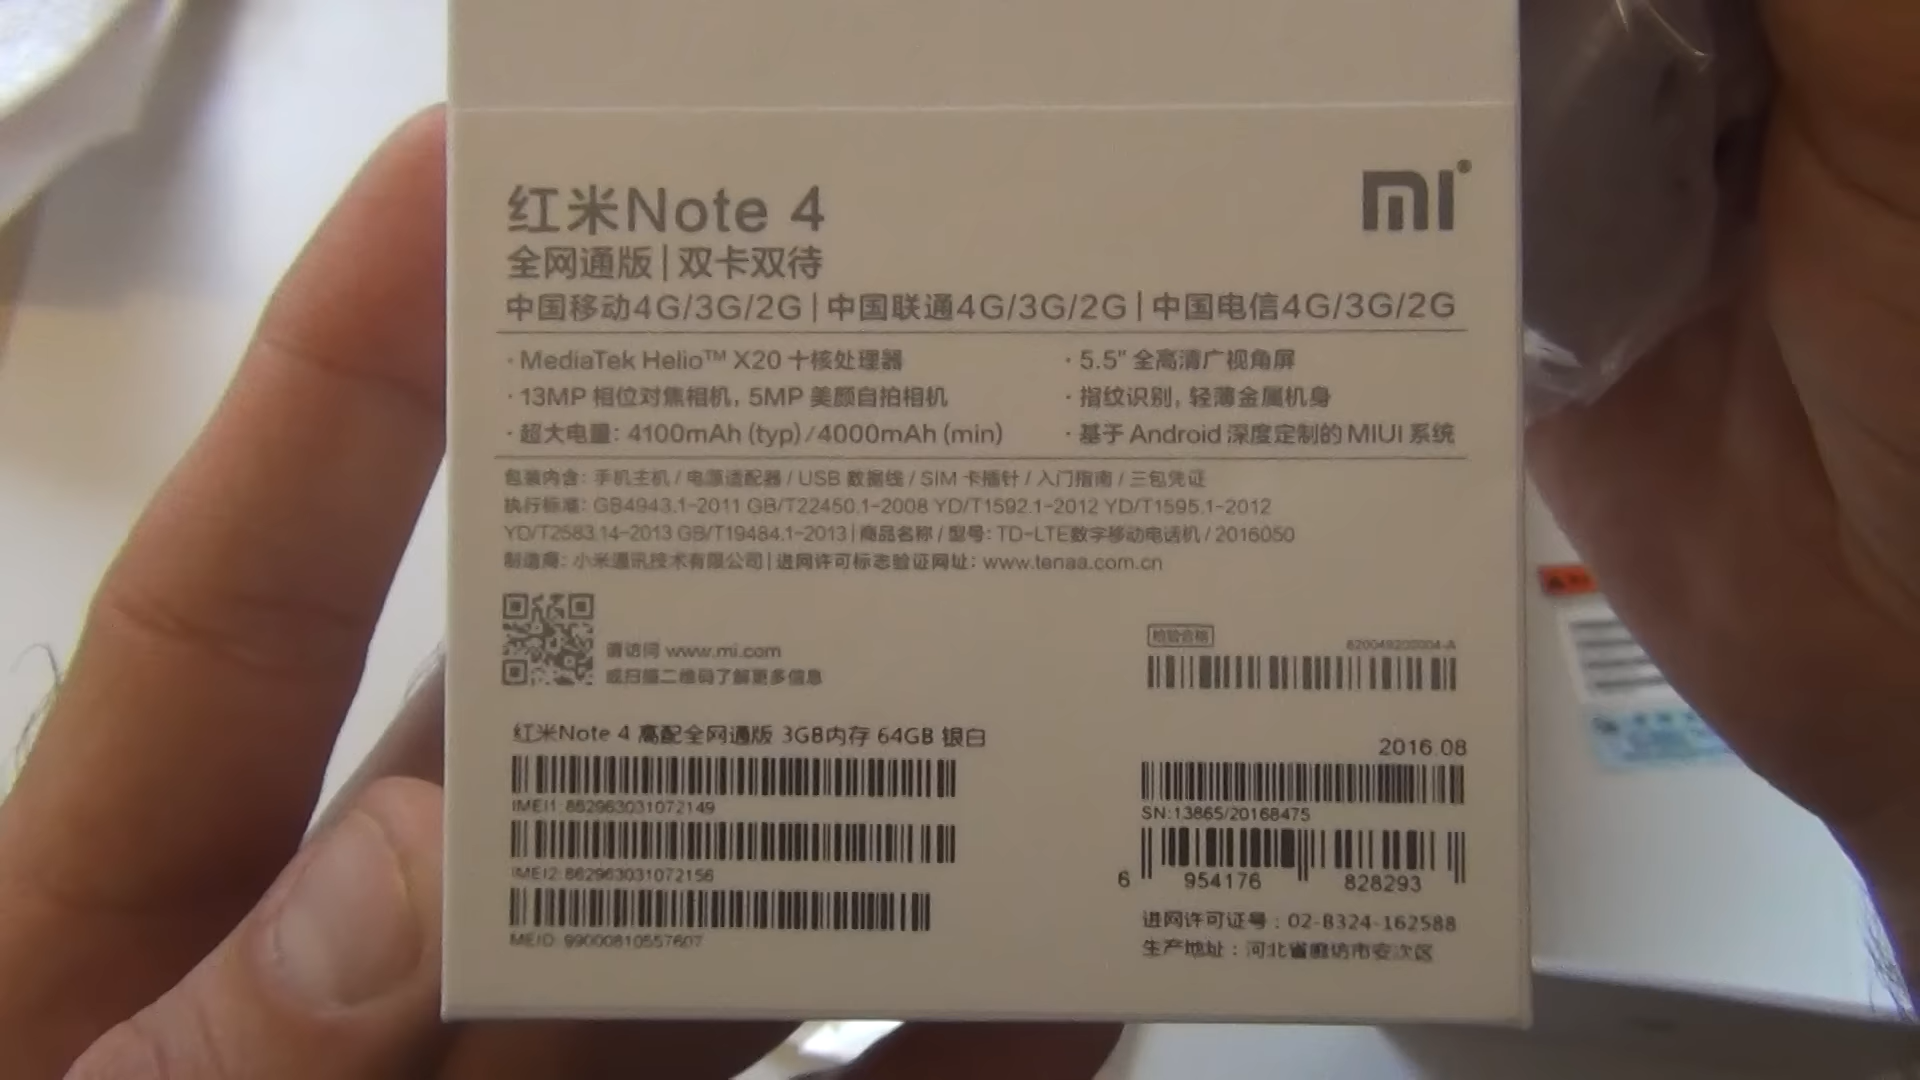 红米Note 4
mi®
全网通版|双卡双待
中国移动4G/3G/2G|中国联通4G/3G/2G|中国电信4G/3G/2G
·MediaTek Helio™ X20 十核处理器
·13MP 相位对焦相机, 5MP 美颜自拍相机
·超大电量: 4100mAh (typ)/4000mAh (min)
·5.5" 全高清广视角屏
·指纹识别, 轻薄金属机身
·基于 Android 深度定制的 MIUI 系统
包装内含: 手机主机 / 电源适配器 / USB 数据线 / SIM 卡插针 / 入门指南 / 三包凭证
执行标准: GB4943.1-2011 GB/T22450.1-2008 YD/T1592.1-2012 YD/T1595.1-2012
YD/T2583.14-2013 GB/T19484.1-2013|商品名称 / 型号: TD-LTE数字移动电话机 / 2016050
制造商: 小米通讯技术有限公司|进网许可标志验证网址: www.tenaa.com.cn
请访问 www.mi.com
或扫描二维码了解更多信息
检验合格
820049200004-A
红米Note 4 高配全网通版 3GB内存 64GB 银白
IMEI1: 862963031072149
IMEI2: 862963031072156
MEID: 99000810557607
2016.08
SN:13865/20168475
6 954176 828293
进网许可证号: 02-B324-162588
生产地址: 河北省廊坊市安次区